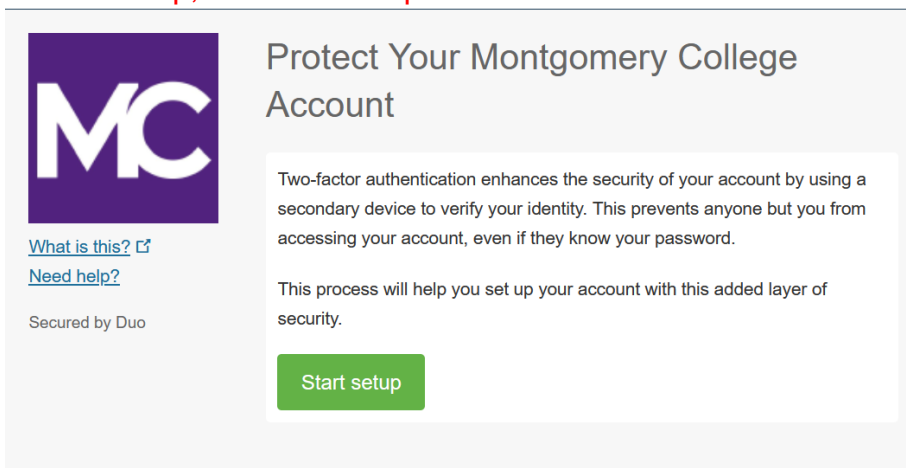 MC
Protect Your Montgomery College
Account
Two-factor authentication enhances the security of your account by using a
secondary device to verify your identity. This prevents anyone but you from
accessing your account, even if they know your password.
This process will help you set up your account with this added layer of
security.
Start setup
What is this?
Need help?
Secured by Duo